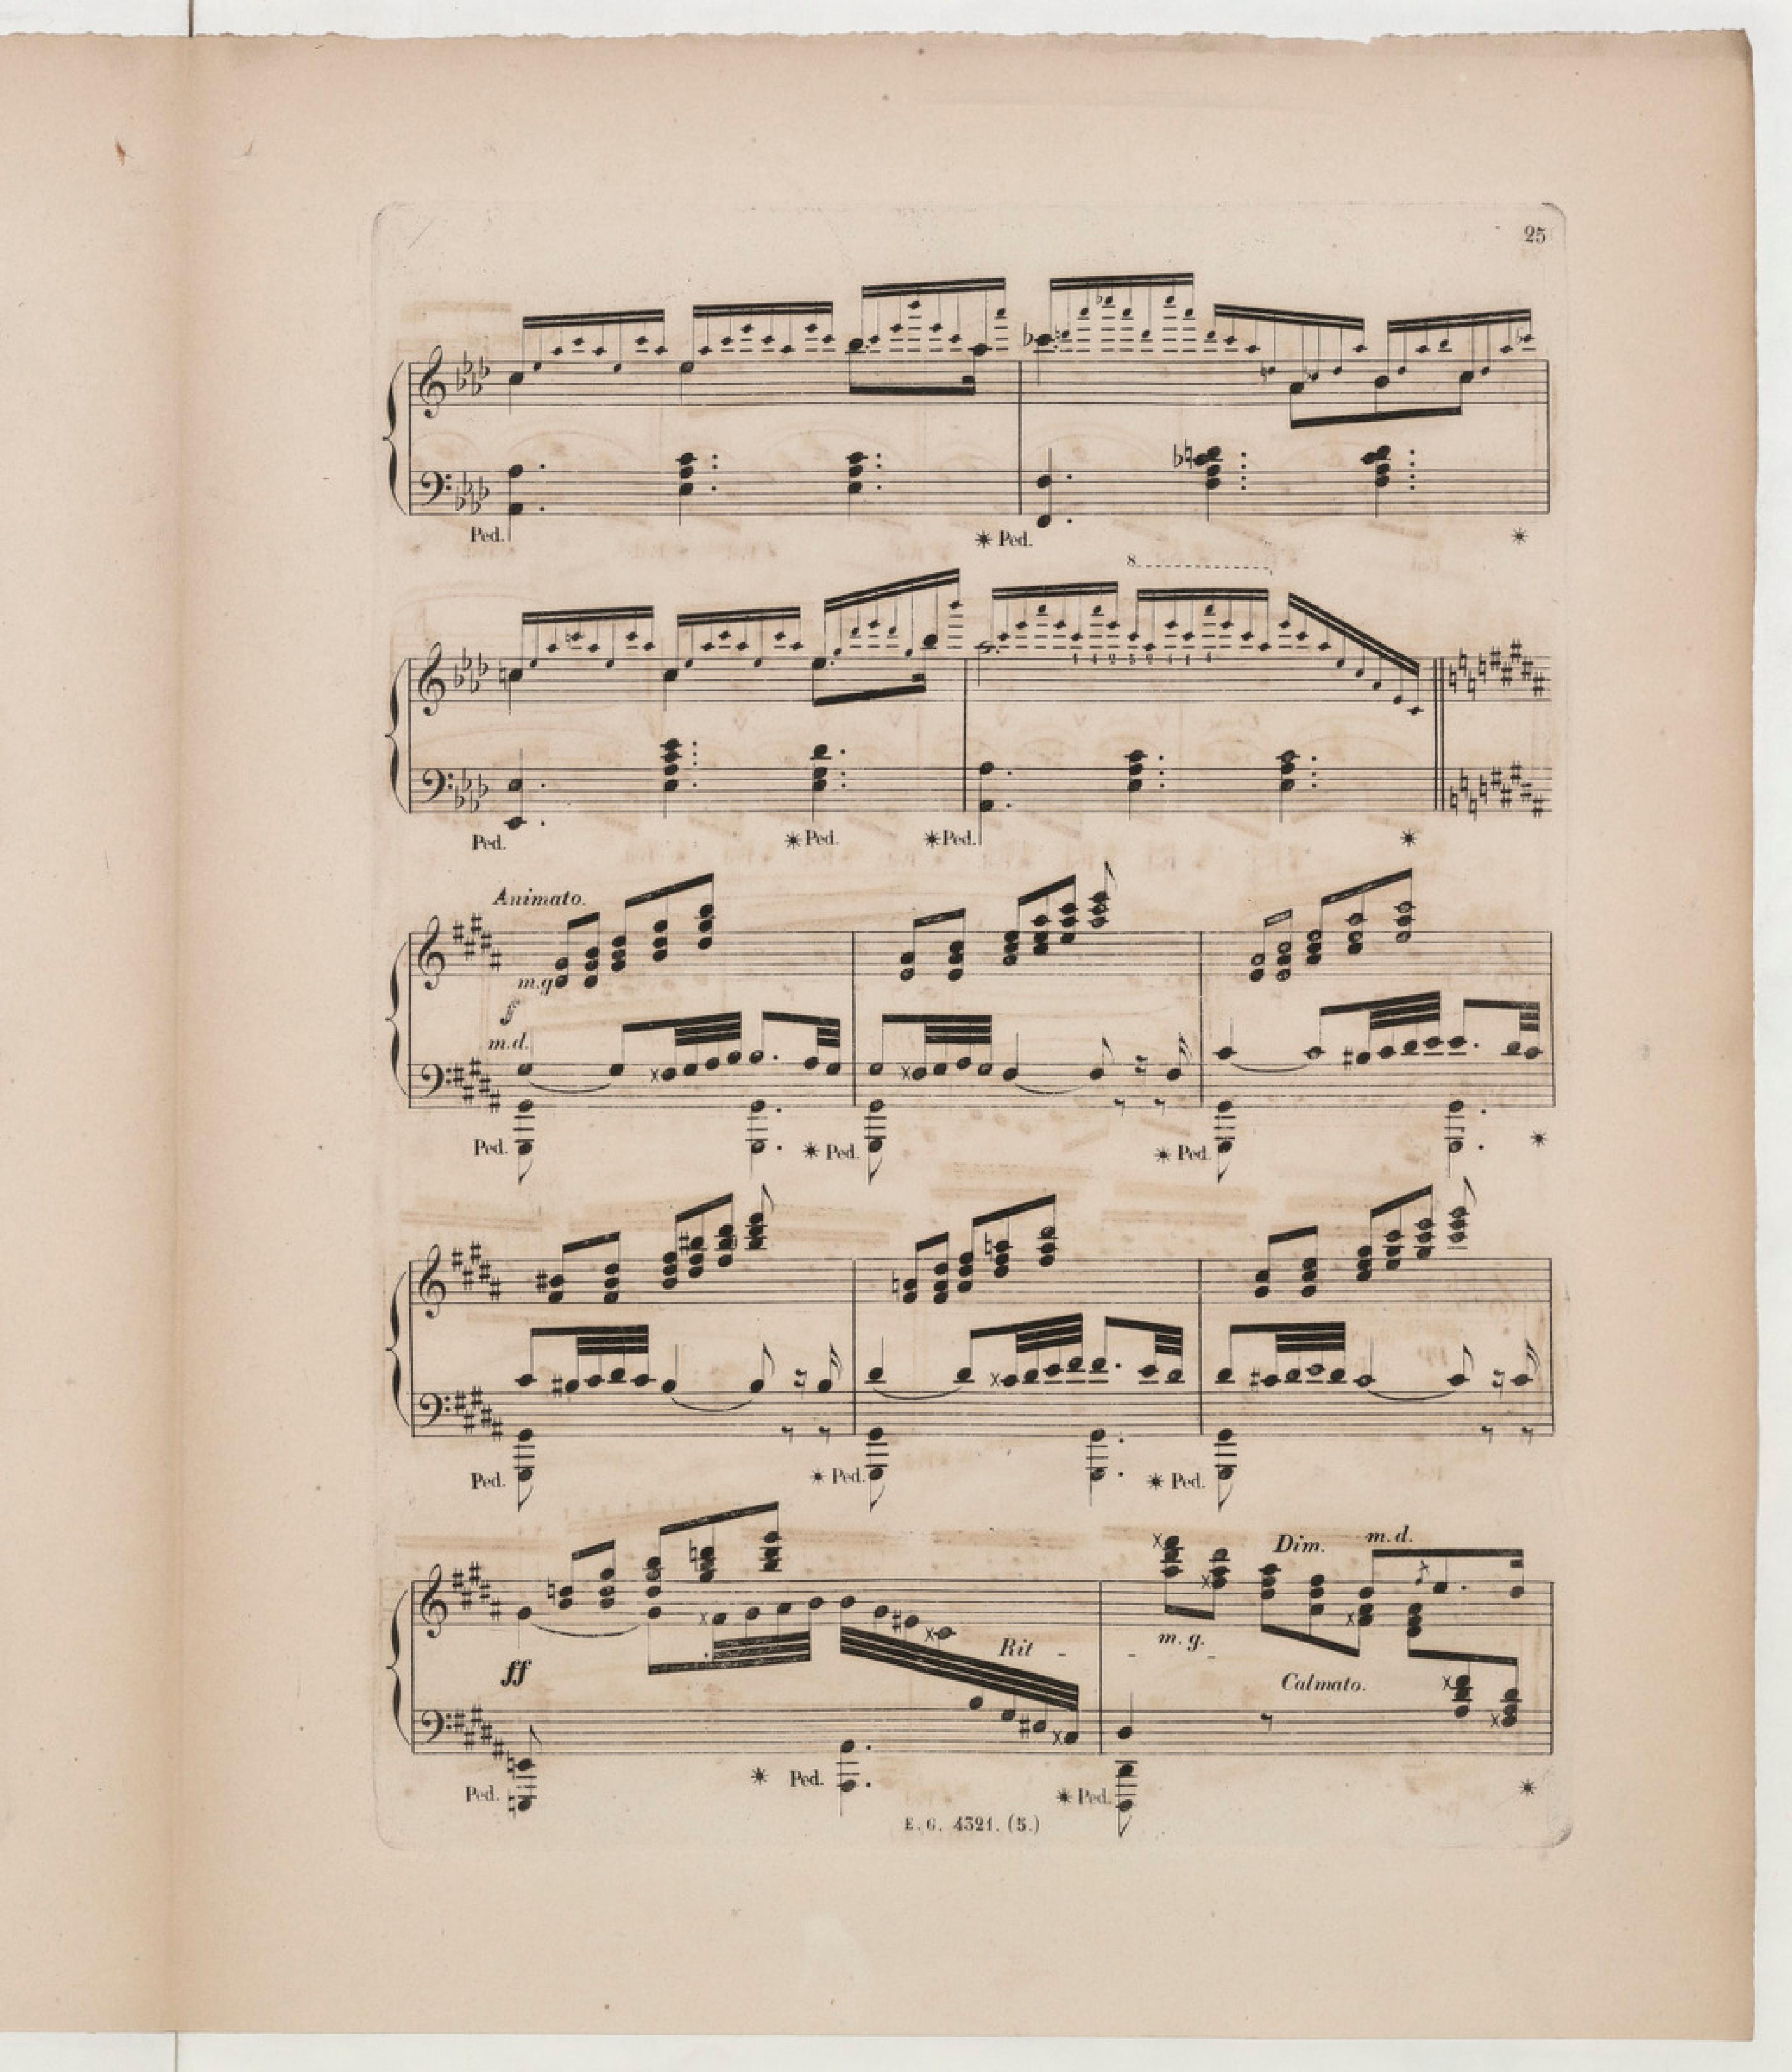 25
Ped. ✳ Ped. ✳
8
1 4 2 5 2 4 1 4
Ped. ✳ Ped. ✳ Ped. ✳
Animato.
m.g
f
m.d.
Ped. ✳ Ped. ✳ Ped. ✳
Ped. ✳ Ped. ✳ Ped.
Dim. m.d.
Rit - - -
m.g.
ff
Calmato.
Ped. ✳ Ped. ✳ Ped. ✳
E. G. 4321. (5.)